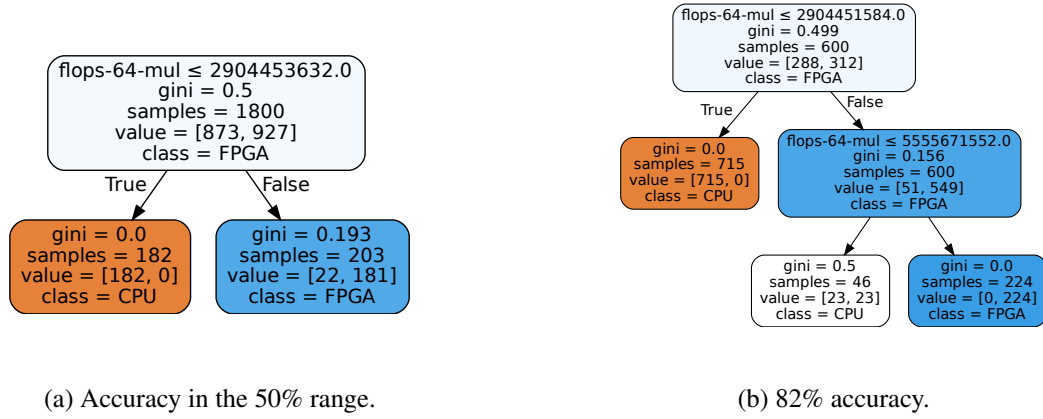 flops-64-mul ≤ 2904453632.0
gini = 0.5
samples = 1800
value = [873, 927]
class = FPGA
True
False
gini = 0.0
samples = 182
value = [182, 0]
class = CPU
gini = 0.193
samples = 203
value = [22, 181]
class = FPGA
(a) Accuracy in the 50% range.
flops-64-mul ≤ 2904451584.0
gini = 0.499
samples = 600
value = [288, 312]
class = FPGA
True
False
gini = 0.0
samples = 715
value = [715, 0]
class = CPU
flops-64-mul ≤ 5555671552.0
gini = 0.156
samples = 600
value = [51, 549]
class = FPGA
gini = 0.5
samples = 46
value = [23, 23]
class = CPU
gini = 0.0
samples = 224
value = [0, 224]
class = FPGA
(b) 82% accuracy.